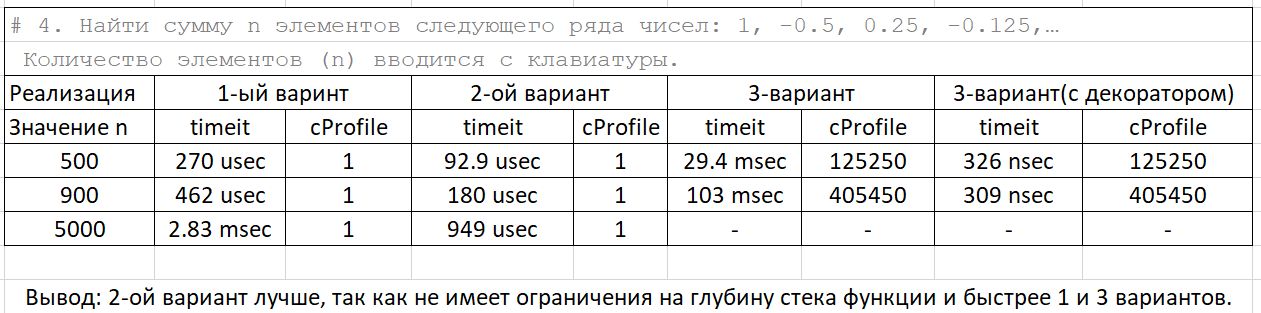 # 4. Найти сумму n элементов следующего ряда чисел: 1, -0.5, 0.25, -0.125,…
Количество элементов (n) вводится с клавиатуры.
Реализация 1-ый варинт 2-ой вариант 3-вариант 3-вариант(с декоратором)
Значение n timeit cProfile timeit cProfile timeit cProfile timeit cProfile
500 270 usec 1 92.9 usec 1 29.4 msec 125250 326 nsec 125250
900 462 usec 1 180 usec 1 103 msec 405450 309 nsec 405450
5000 2.83 msec 1 949 usec 1 - - - -
Вывод: 2-ой вариант лучше, так как не имеет ограничения на глубину стека функции и быстрее 1 и 3 вариантов.